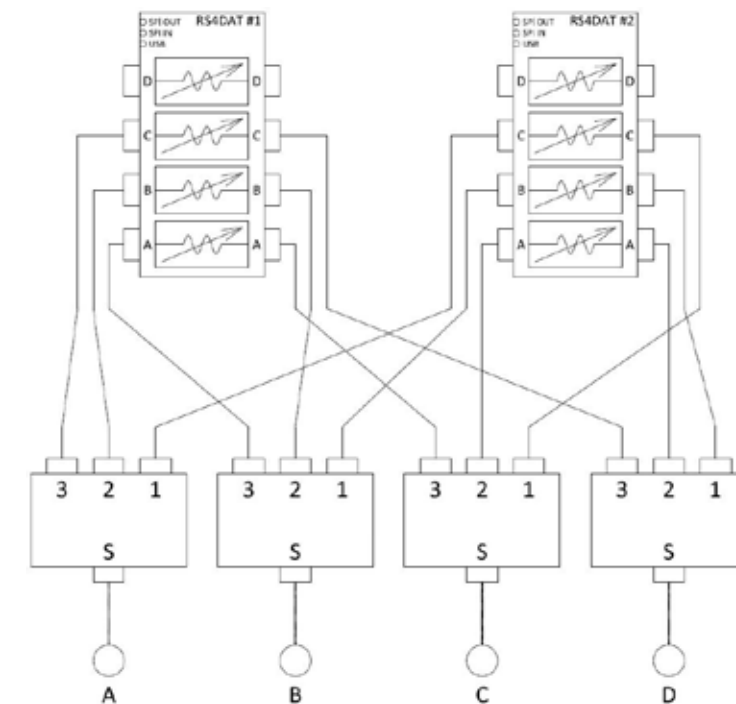 RS4DAT #1
SPI OUT
SPI IN
USB
D D
C C
B B
A A
RS4DAT #2
SPI OUT
SPI IN
USB
D D
C C
B B
A A
3 2 1
S
3 2 1
S
3 2 1
S
3 2 1
S
A
B
C
D